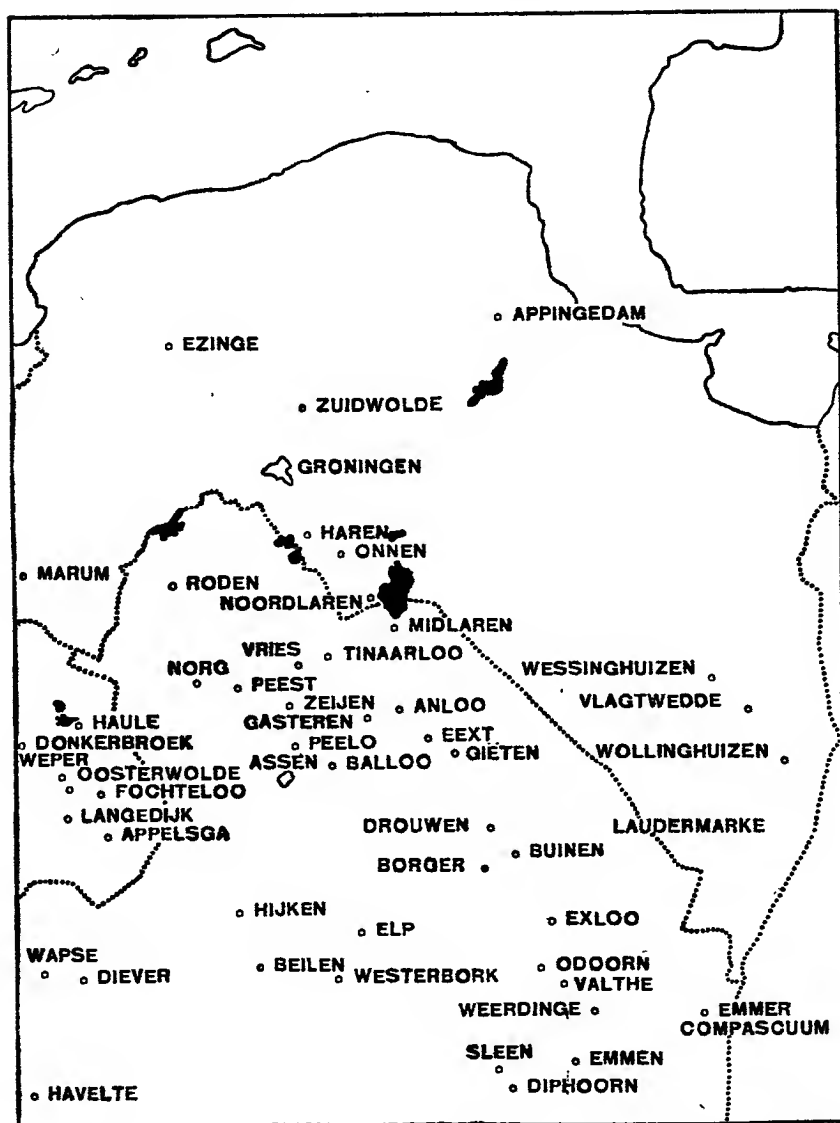 APPINGEDAM
EZINGE
ZUIDWOLDE
GRONINGEN
HAREN
ONNEN
MARUM
RODEN
NOORDLAREN
MIDLAREN
VRIES
TINAARLOO
NORG
PEEST
WESSINGHUIZEN
ZEIJEN
ANLOO
VLAGTWEDDE
GASTEREN
HAULE
EEXT
DONKERBROEK
PEELO
GIETEN
WOLLINGHUIZEN
WEPER
ASSEN
BALLOO
OOSTERWOLDE
FOCHTELOO
LANGEDIJK
APPELSGA
DROUWEN
LAUDERMARKE
BUINEN
BORGER
HIJKEN
EXLOO
ELP
WAPSE
DIEVER
BEILEN
WESTERBORK
ODOORN
VALTHE
WEERDINGE
EMMER
COMPASCUUM
SLEEN
EMMEN
DIPHOORN
HAVELTE